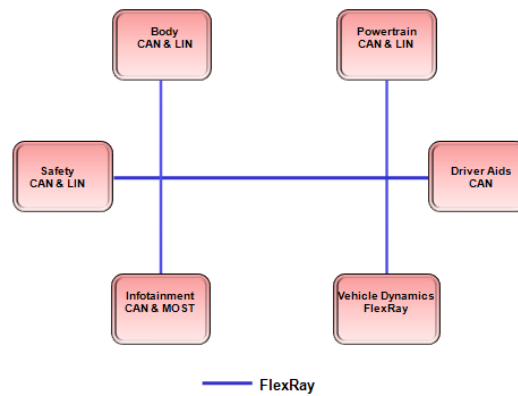 Body
CAN & LIN
Powertrain
CAN & LIN
Safety
CAN & LIN
Driver Aids
CAN
Infotainment
CAN & MOST
Vehicle Dynamics
FlexRay
FlexRay